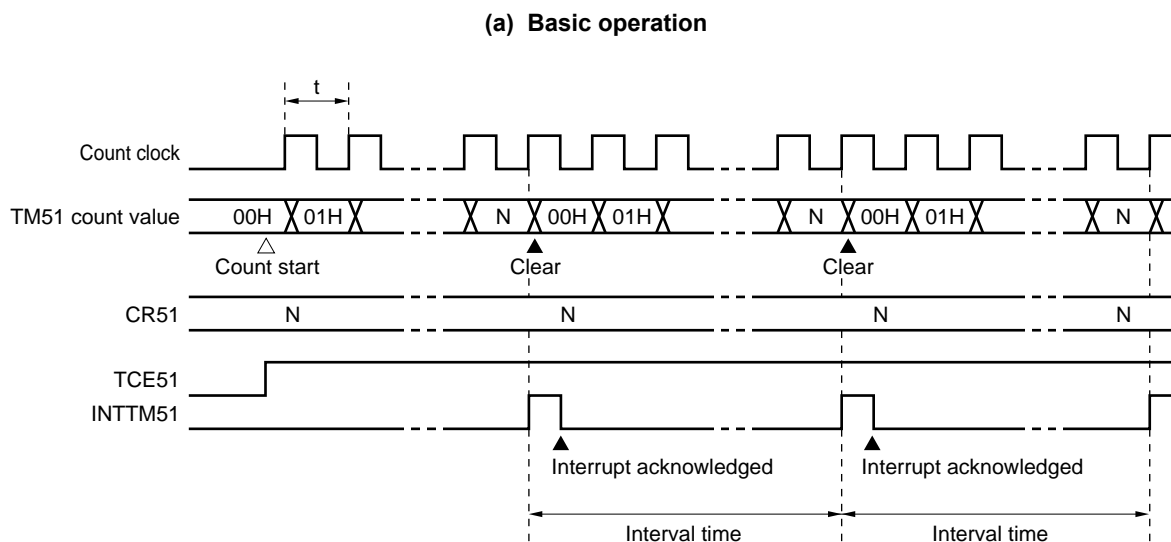 (a) Basic operation
t
Count clock
TM51 count value 00H 01H N 00H 01H N 00H 01H N
Count start Clear Clear
CR51 N N N N
TCE51
INTTM51
Interrupt acknowledged Interrupt acknowledged
Interval time Interval time